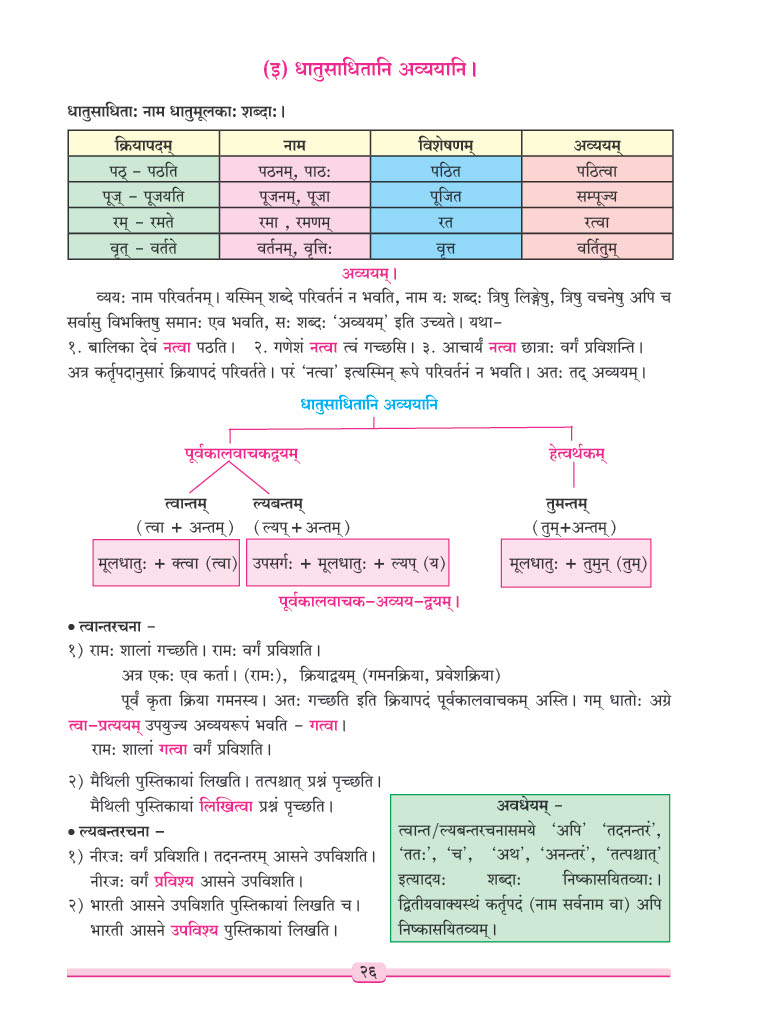 (इ) धातुसाधितानि अव्ययानि।
धातुसाधिताः नाम धातुमूलकाः शब्दाः।
क्रियापदम् नाम विशेषणम् अव्ययम्
पठ् - पठति पठनम्, पाठः पठित पठित्वा
पूज् - पूजयति पूजनम्, पूजा पूजित सम्पूज्य
रम् - रमते रमा , रमणम् रत रत्वा
वृत् - वर्तते वर्तनम्, वृत्तिः वृत्त वर्तितुम्
अव्ययम्।
व्ययः नाम परिवर्तनम्। यस्मिन् शब्दे परिवर्तनं न भवति, नाम यः शब्दः त्रिषु लिङ्गेषु, त्रिषु वचनेषु अपि च
सर्वासु विभक्तिषु समानः एव भवति, सः शब्दः ‘अव्ययम्’ इति उच्यते। यथा-
१. बालिका देवं नत्वा पठति। २. गणेशं नत्वा त्वं गच्छसि। ३. आचार्यं नत्वा छात्राः वर्गं प्रविशन्ति।
अत्र कर्तृपदानुसारं क्रियापदं परिवर्तते। परं ‘नत्वा’ इत्यस्मिन् रूपे परिवर्तनं न भवति। अतः तद् अव्ययम्।
धातुसाधितानि अव्ययानि
पूर्वकालवाचकद्वयम् हेत्वर्थकम्
त्वान्तम् ल्यबन्तम् तुमन्तम्
(त्वा + अन्तम्) (ल्यप् + अन्तम्) (तुम्+अन्तम्)
मूलधातुः + क्त्वा (त्वा) उपसर्गः + मूलधातुः + ल्यप् (य) मूलधातुः + तुमुन् (तुम्)
पूर्वकालवाचक-अव्यय-द्वयम्।
• त्वान्तरचना -
१) रामः शालां गच्छति। रामः वर्गं प्रविशति।
अत्र एकः एव कर्ता। (रामः), क्रियाद्वयम् (गमनक्रिया, प्रवेशक्रिया)
पूर्वं कृता क्रिया गमनस्य। अतः गच्छति इति क्रियापदं पूर्वकालवाचकम् अस्ति। गम् धातोः अग्रे
त्वा-प्रत्ययम् उपयुज्य अव्ययरूपं भवति - गत्वा।
रामः शालां गत्वा वर्गं प्रविशति।
२) मैथिली पुस्तिकायां लिखति। तत्पश्चात् प्रश्नं पृच्छति।
मैथिली पुस्तिकायां लिखित्वा प्रश्नं पृच्छति।
• ल्यबन्तरचना -
१) नीरजः वर्गं प्रविशति। तदनन्तरम् आसने उपविशति।
नीरजः वर्गं प्रविश्य आसने उपविशति।
२) भारती आसने उपविशति पुस्तिकायां लिखति च।
भारती आसने उपविश्य पुस्तिकायां लिखति।
अवधेयम् -
त्वान्त/ल्यबन्तरचनासमये ‘अपि’ ‘तदनन्तरं’,
‘ततः’, ‘च’, ‘अथ’, ‘अनन्तरं’, ‘तत्पश्चात्’
इत्यादयः शब्दाः निष्कासयितव्याः।
द्वितीयवाक्यस्थं कर्तृपदं (नाम सर्वनाम वा) अपि
निष्कासयितव्यम्।
२६